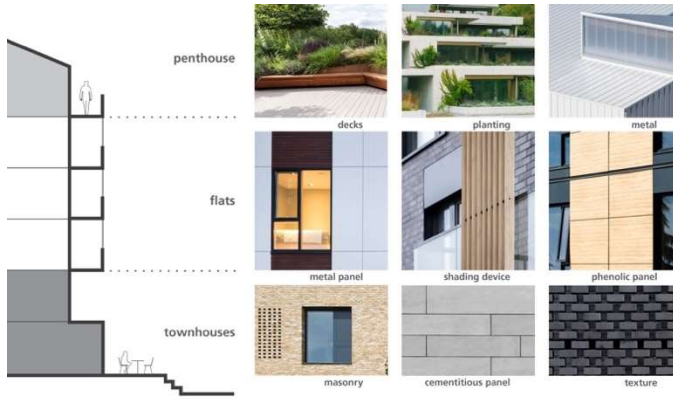 penthouse
decks
planting
metal
flats
metal panel
shading device
phenolic panel
townhouses
masonry
cementitious panel
texture